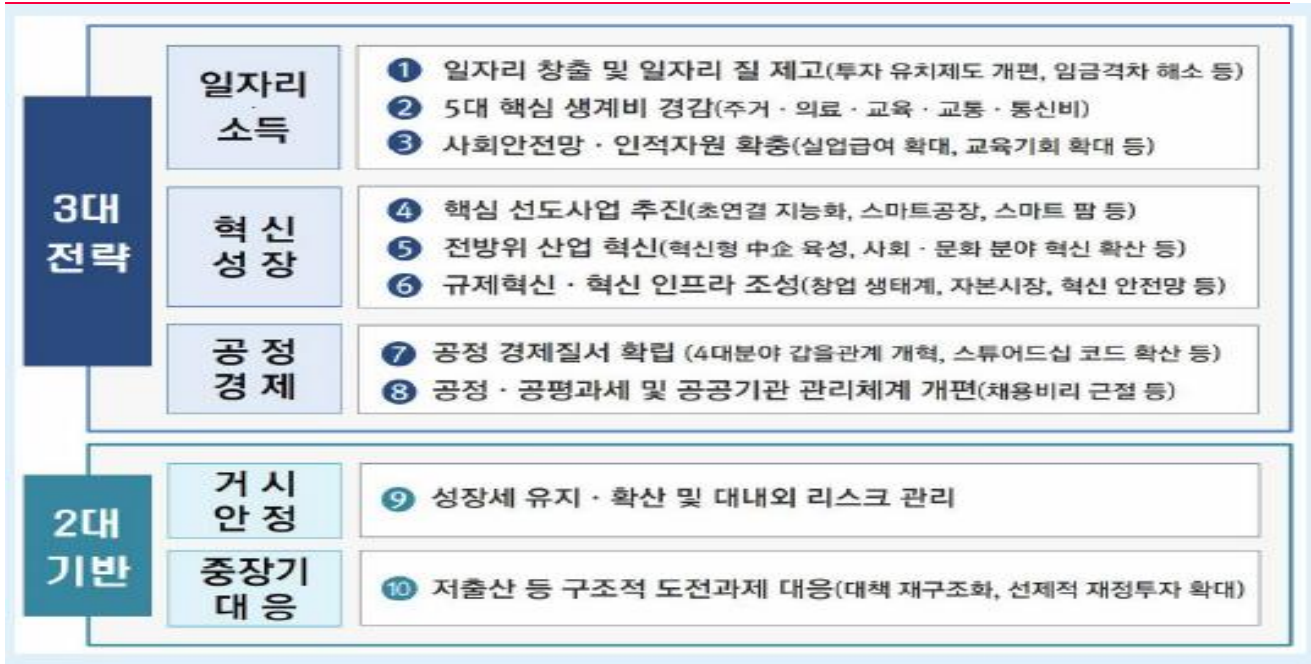 3대
전략
일자리
·
소득
❶ 일자리 창출 및 일자리 질 제고(투자 유치제도 개편, 임금격차 해소 등)
❷ 5대 핵심 생계비 경감(주거 · 의료 · 교육 · 교통 · 통신비)
❸ 사회안전망 · 인적자원 확충(실업급여 확대, 교육기회 확대 등)
혁 신
성 장
❹ 핵심 선도사업 추진(초연결 지능화, 스마트공장, 스마트 팜 등)
❺ 전방위 산업 혁신(혁신형 中企 육성, 사회 · 문화 분야 혁신 확산 등)
❻ 규제혁신 · 혁신 인프라 조성(창업 생태계, 자본시장, 혁신 안전망 등)
공 정
경 제
❼ 공정 경제질서 확립 (4대분야 갑을관계 개혁, 스튜어드십 코드 확산 등)
❽ 공정 · 공평과세 및 공공기관 관리체계 개편(채용비리 근절 등)
2대
기반
거 시
안 정
❾ 성장세 유지 · 확산 및 대내외 리스크 관리
중장기
대 응
❿ 저출산 등 구조적 도전과제 대응(대책 재구조화, 선제적 재정투자 확대)